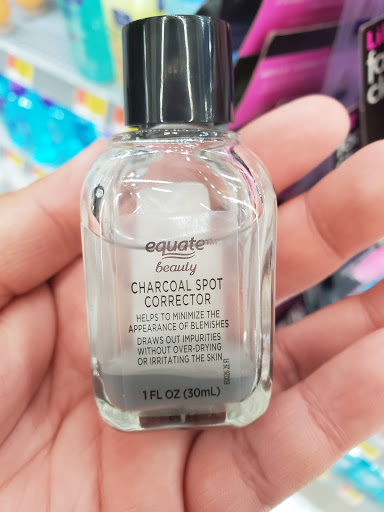 equate™
beauty
CHARCOAL SPOT
CORRECTOR
HELPS TO MINIMIZE THE
APPEARANCE OF BLEMISHES
DRAWS OUT IMPURITIES
WITHOUT OVER-DRYING
OR IRRITATING THE SKIN
1 FL OZ (30mL)